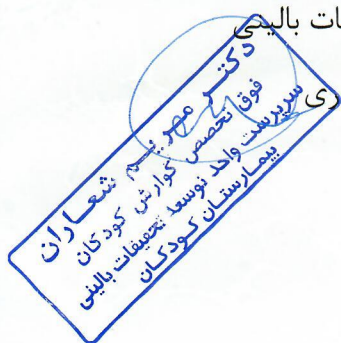 ات بالینی
ری
دکتر مریم شعاران
فوق تخصص گوارش کودکان
سرپرست واحد توسعه تحقیقات بالینی
بیمارستان کودکان